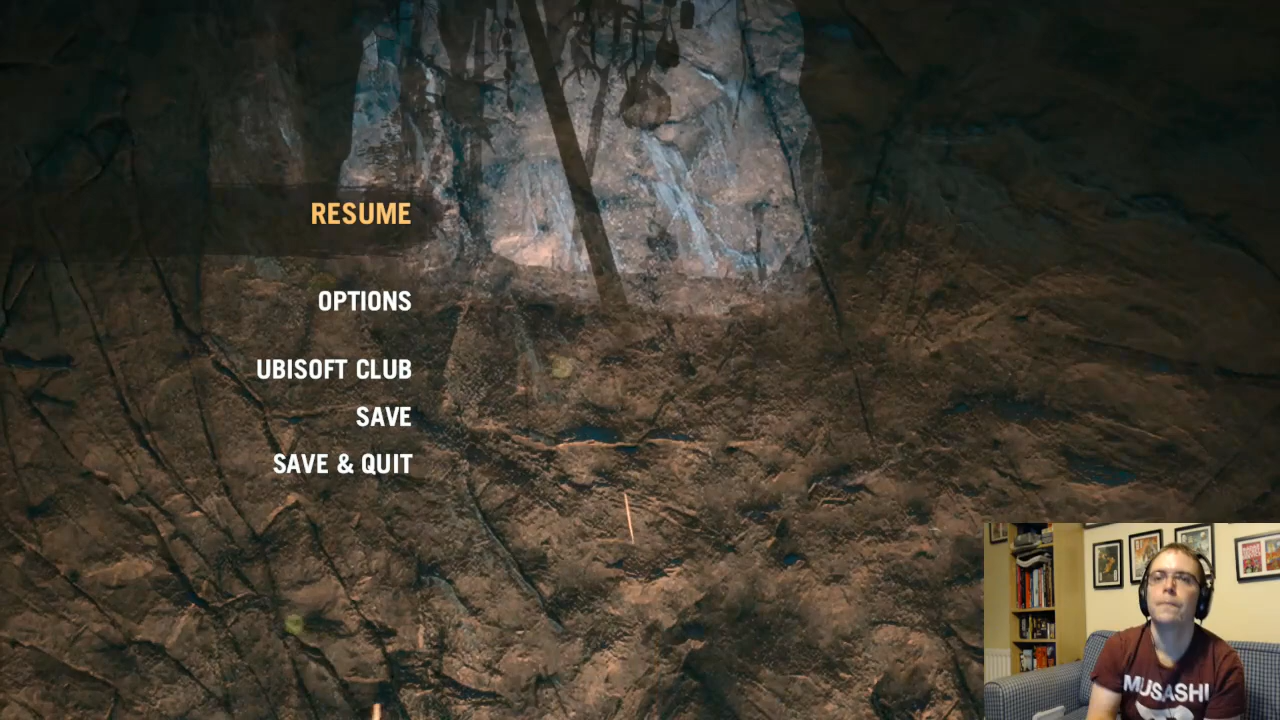 RESUME
OPTIONS
UBISOFT CLUB
SAVE
SAVE & QUIT
MUSASHI